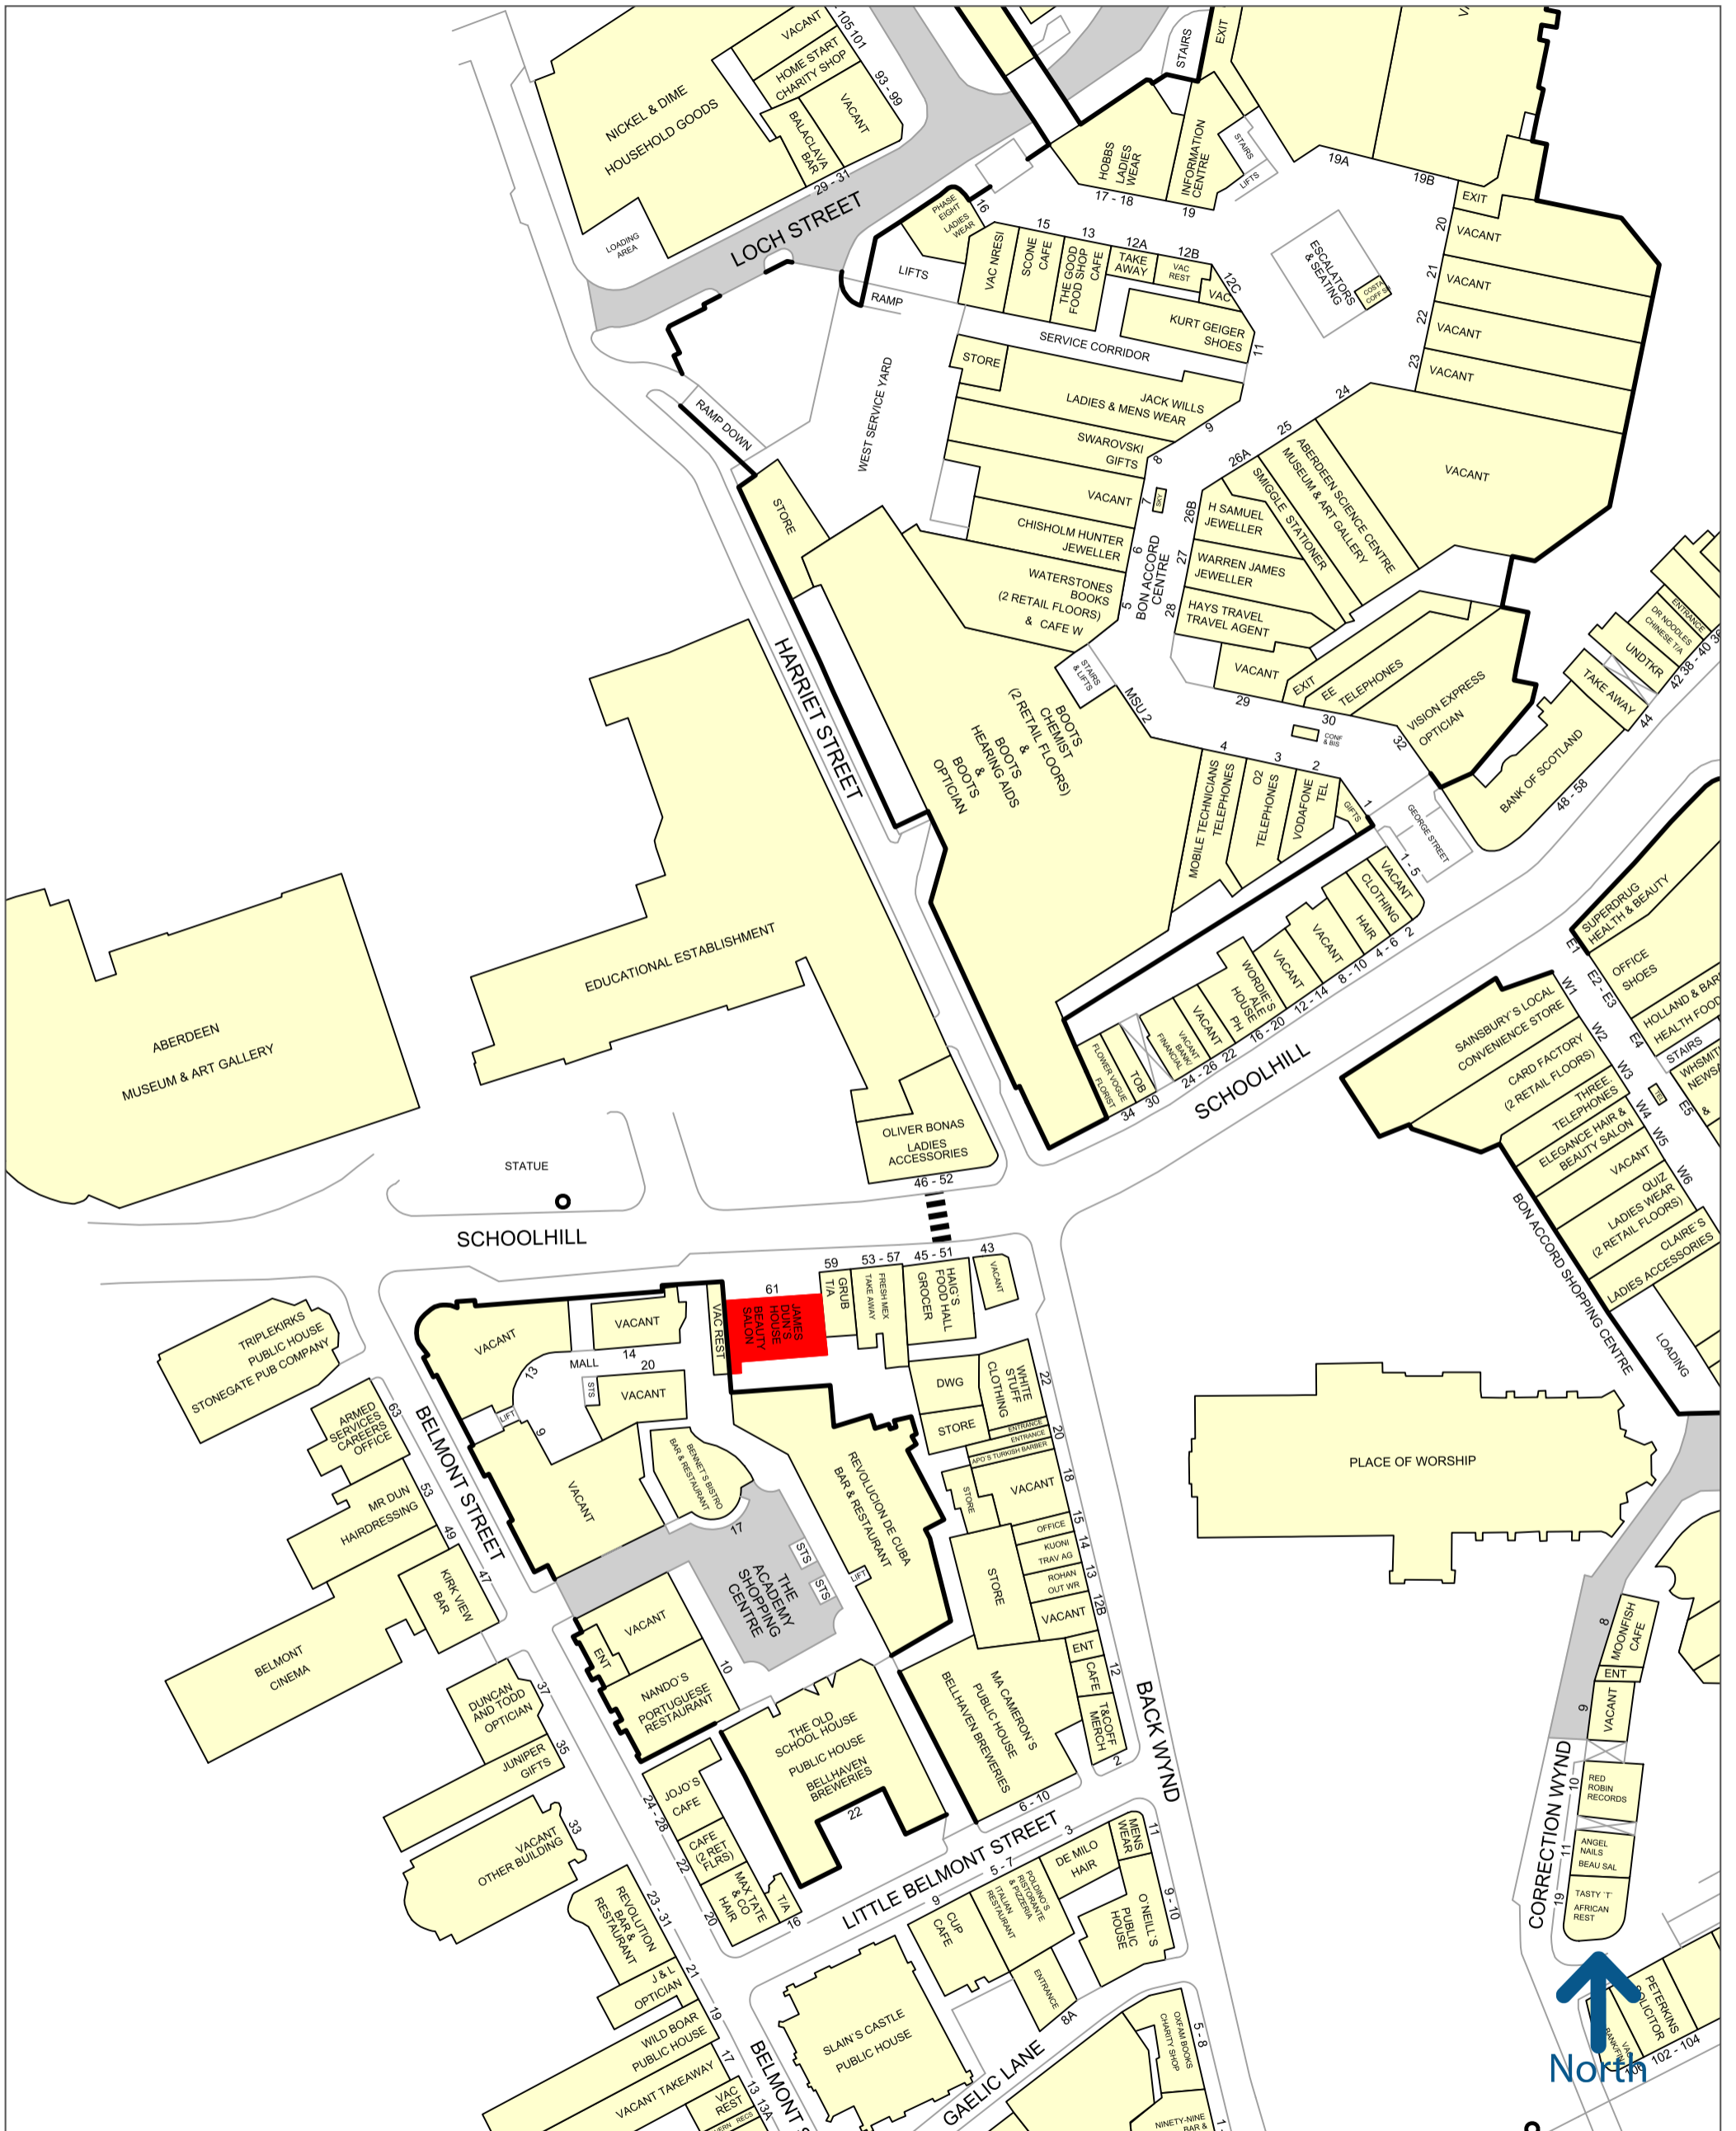 VACANT
105
101
HOME START
CHARITY SHOP
93 - 99
NICKEL & DIME
HOUSEHOLD GOODS
BALACLAVA
BAR
VACANT
29 - 31
LOADING
AREA
LOCH STREET
STAIRS
EXIT
HOBBS
LADIES
WEAR
INFORMATION
CENTRE
STAIRS
LIFTS
17 - 18
19
19A
19B
EXIT
PHASE
EIGHT
LADIES
WEAR
16
LIFTS
RAMP
VAC NRESI
15
SCONE
CAFE
13
THE GOOD
FOOD SHOP
CAFE
12A
TAKE
AWAY
12B
VAC
REST
12C
VAC
KURT GEIGER
SHOES
11
SERVICE CORRIDOR
ESCALATORS
& SEATING
COSTA
20
VACANT
21
VACANT
22
VACANT
23
VACANT
24
VACANT
STORE
JACK WILLS
LADIES & MENS WEAR
9
SWAROVSKI
GIFTS
8
VACANT
7
SKY
CHISHOLM HUNTER
JEWELLER
6
WATERSTONES
BOOKS
(2 RETAIL FLOORS)
& CAFE W
5
BON ACCORD
CENTRE
WEST SERVICE YARD
RAMP DOWN
STORE
25
ABERDEEN SCIENCE CENTRE
MUSEUM & ART GALLERY
26A
SMIGGLE STATIONER
26B
H SAMUEL
JEWELLER
27
WARREN JAMES
JEWELLER
28
HAYS TRAVEL
TRAVEL AGENT
VACANT
EXIT
EE
TELEPHONES
VISION EXPRESS
OPTICIAN
29
30
32
CONF
& BIS
STAIRS
& LIFTS
MSU 2
BOOTS
CHEMIST
(2 RETAIL FLOORS)
&
BOOTS
HEARING AIDS
&
BOOTS
OPTICIAN
4
MOBILE TECHNICIANS
TELEPHONES
3
O2
TELEPHONES
2
VODAFONE
TEL
1
GIFTS
GEORGE STREET
ENTRANCE
DR NOODLES
CHINESE T/A
UNDTKR
TAKE AWAY
42 38 - 40
44
BANK OF SCOTLAND
48 - 58
HARRIET STREET
1 - 5
VACANT
CLOTHING
2
HAIR
4 - 6
VACANT
8 - 10
VACANT
12 - 14
WORDIE'S
ALE
HOUSE
PH
16 - 20
VACANT
22
VACANT
BANK/
FINANCIAL
24 - 26
TOB
30
FLOWER VOGUE
FLORIST
34
SCHOOLHILL
EDUCATIONAL ESTABLISHMENT
ABERDEEN
MUSEUM & ART GALLERY
OLIVER BONAS
LADIES
ACCESSORIES
46 - 52
STATUE
SCHOOLHILL
SUPERDRUG
HEALTH & BEAUTY
E1
OFFICE
SHOES
E2 - E3
HOLLAND & BAR
HEALTH FOOD
E4
STAIRS
WHSMIT
NEWSA
&
E5
SAINSBURY'S LOCAL
CONVENIENCE STORE
W1
CARD FACTORY
(2 RETAIL FLOORS)
W2
THREE
TELEPHONES
W3
ELEGANCE HAIR &
BEAUTY SALON
W4
VACANT
W5
QUIZ
LADIES WEAR
(2 RETAIL FLOORS)
W6
CLAIRE'S
LADIES ACCESSORIES
LOADING
BON ACCORD SHOPPING CENTRE
TRIPLEKIRKS
PUBLIC HOUSE
STONEGATE PUB COMPANY
ARMED
SERVICES
CAREERS
OFFICE
63
MR DUN
HAIRDRESSING
53
49
47
KIRK VIEW
BAR
BELMONT
CINEMA
BELMONT STREET
VACANT
VACANT
VAC REST
61
JAMES
DUN'S
HOUSE
BEAUTY
SALON
59
GRUB
T/A
53 - 57
FRESH MEX
TAKE AWAY
45 - 51
HAIG'S
FOOD HALL
GROCER
43
VACANT
MALL
14
13
20
STS
VACANT
LIFT
9
VACANT
BENNET'S BISTRO
BAR & RESTAURANT
17
REVOLUCION DE CUBA
BAR & RESTAURANT
LIFT
STS
STS
THE
ACADEMY
SHOPPING
CENTRE
DWG
STORE
WHITE
STUFF
CLOTHING
22
ENTRANCE
ENTRANCE
20
APO'S TURKISH BARBER
STORE
VACANT
18
OFFICE
15
KUONI
TRAV AG
14
ROHAN
OUT WR
13
VACANT
12B
STORE
ENT
CAFE
12
T&COFF
MERCH
2
BACK WYND
MA CAMERON'S
PUBLIC HOUSE
BELLHAVEN BREWERIES
6 - 10
VACANT
ENT
NANDO'S
PORTUGUESE
RESTAURANT
10
THE OLD
SCHOOL HOUSE
PUBLIC HOUSE
BELLHAVEN
BREWERIES
22
PLACE OF WORSHIP
DUNCAN
AND TODD
OPTICIAN
37
JUNIPER
GIFTS
35
VACANT
OTHER BUILDING
33
REVOLUTION
BAR &
RESTAURANT
23 - 31
J & L
OPTICIAN
21
WILD BOAR
PUBLIC HOUSE
19
VACANT TAKEAWAY
17
VAC
REST
13
13A
RECS
JOJO'S
CAFE
24 - 28
CAFE
(2 RET
FLRS)
22
MAX TATE
& CO
HAIR
20
T/A
16
LITTLE BELMONT STREET
BELMONT S
SLAIN'S CASTLE
PUBLIC HOUSE
CUP
CAFE
9
POLDINO'S
RISTORANTE
& PIZZERIA
ITALIAN
RESTAURANT
5 - 7
DE MILO
HAIR
3
MENS
WEAR
11
O'NEILL'S
PUBLIC
HOUSE
9 - 10
ENTRANCE
8A
GAELIC LANE
OXFAM BOOKS
CHARITY SHOP
5 - 8
NINETY-NINE
BAR &
MOONFISH
CAFE
8
ENT
VACANT
9
CORRECTION WYND
RED
ROBIN
RECORDS
10
ANGEL
NAILS
BEAU SAL
11
TASTY 'T'
AFRICAN
REST
19
PETERKINS
SOLICITOR
102 - 104
North